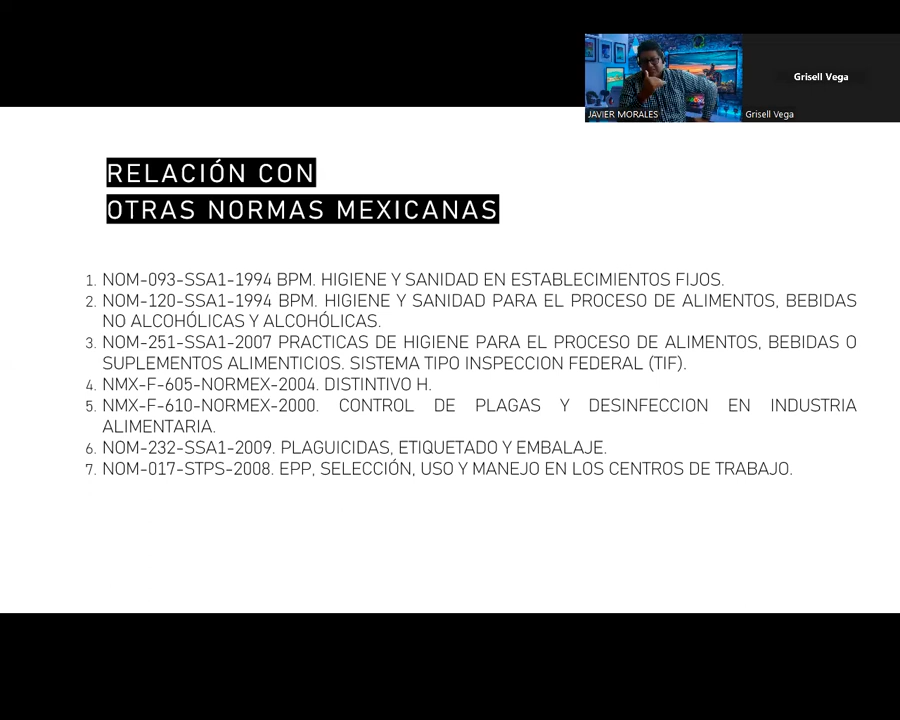 Grisell Vega
JAVIER MORALES
Grisell Vega
RELACIÓN CON
OTRAS NORMAS MEXICANAS
1. NOM-093-SSA1-1994 BPM. HIGIENE Y SANIDAD EN ESTABLECIMIENTOS FIJOS.
2. NOM-120-SSA1-1994 BPM. HIGIENE Y SANIDAD PARA EL PROCESO DE ALIMENTOS, BEBIDAS
NO ALCOHÓLICAS Y ALCOHÓLICAS.
3. NOM-251-SSA1-2007 PRACTICAS DE HIGIENE PARA EL PROCESO DE ALIMENTOS, BEBIDAS O
SUPLEMENTOS ALIMENTICIOS. SISTEMA TIPO INSPECCION FEDERAL (TIF).
4. NMX-F-605-NORMEX-2004. DISTINTIVO H.
5. NMX-F-610-NORMEX-2000. CONTROL DE PLAGAS Y DESINFECCION EN INDUSTRIA
ALIMENTARIA.
6. NOM-232-SSA1-2009. PLAGUICIDAS, ETIQUETADO Y EMBALAJE.
7. NOM-017-STPS-2008. EPP, SELECCIÓN, USO Y MANEJO EN LOS CENTROS DE TRABAJO.